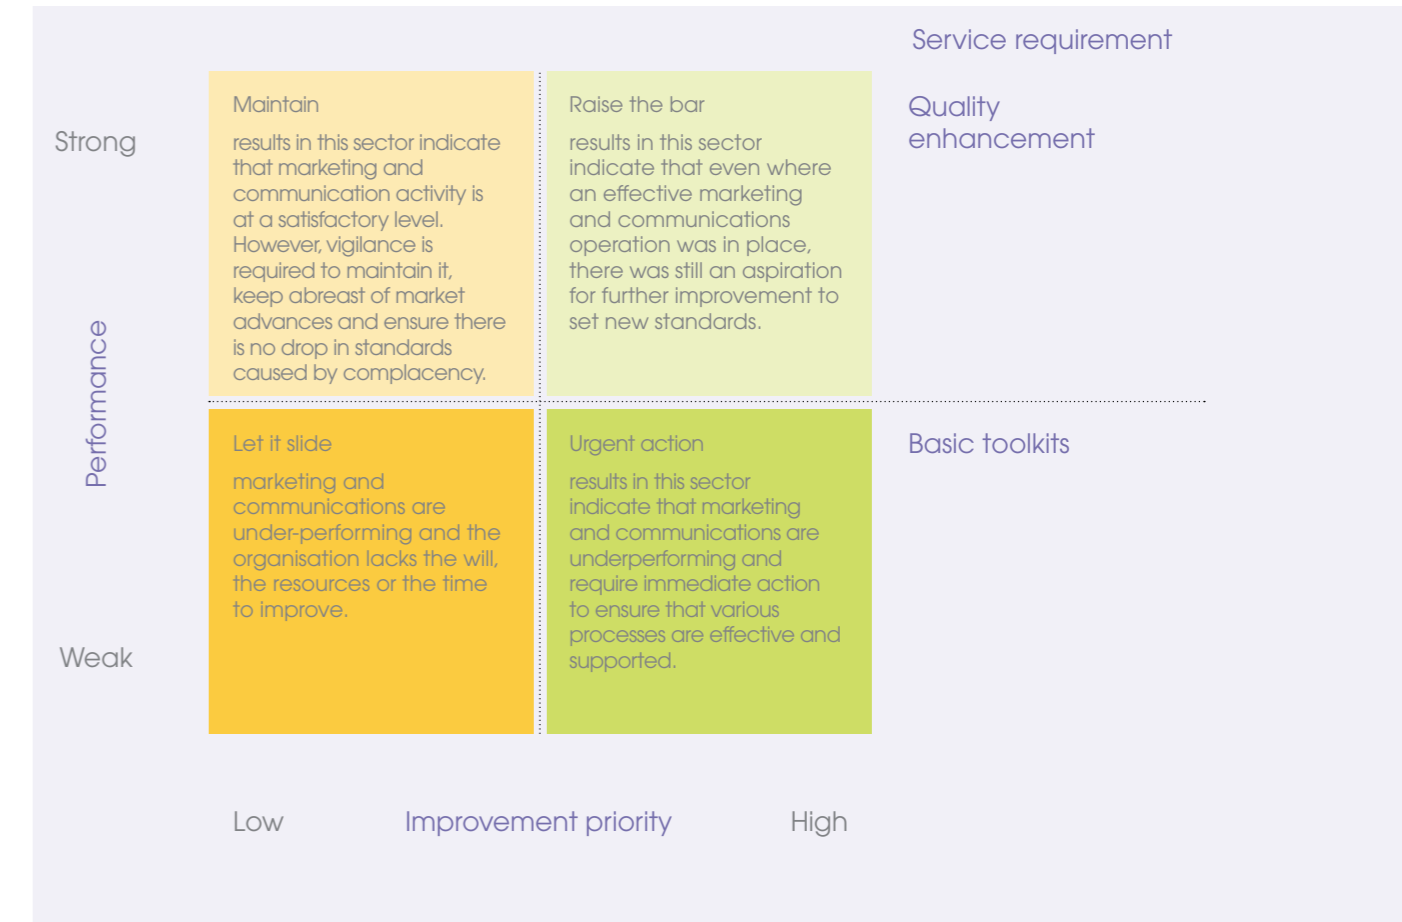 Service requirement
Strong
Maintain
results in this sector indicate
that marketing and
communication activity is
at a satisfactory level.
However, vigilance is
required to maintain it,
keep abreast of market
advances and ensure there
is no drop in standards
caused by complacency.
Raise the bar
results in this sector
indicate that even where
an effective marketing
and communications
operation was in place,
there was still an aspiration
for further improvement to
set new standards.
Quality
enhancement
Performance
Let it slide
marketing and
communications are
under-performing and the
organisation lacks the will,
the resources or the time
to improve.
Urgent action
results in this sector
indicate that marketing
and communications are
underperforming and
require immediate action
to ensure that various
processes are effective and
supported.
Basic toolkits
Weak
Low
Improvement priority
High